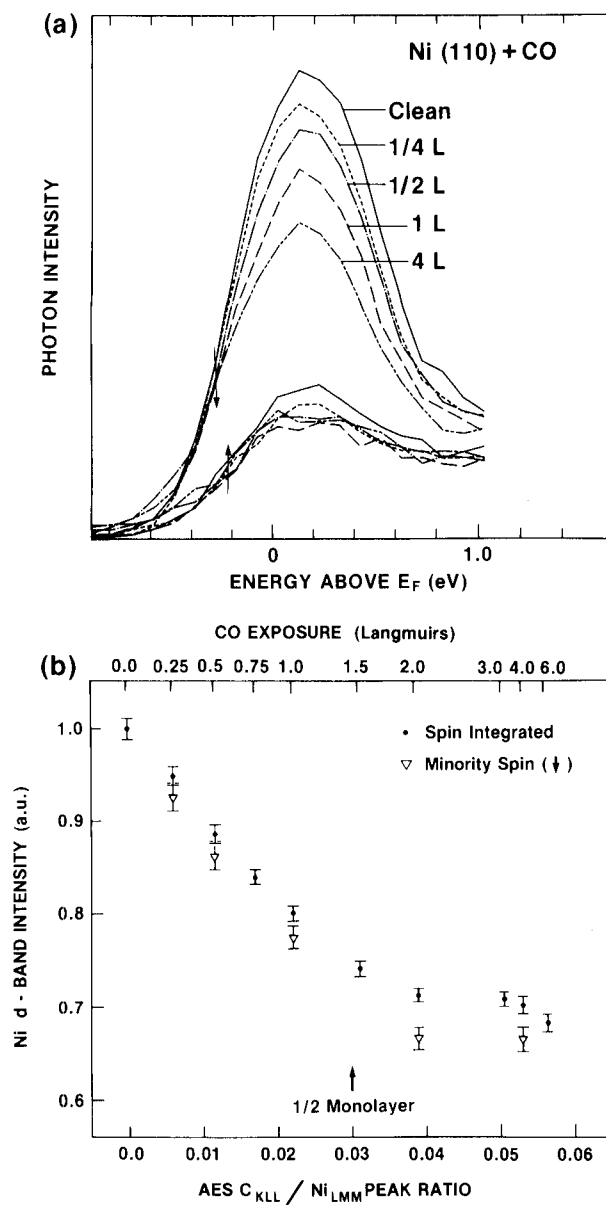 (a)
Ni (110) + CO
Clean
1/4 L
1/2 L
1 L
4 L
PHOTON INTENSITY
0 1.0
ENERGY ABOVE E_F (eV)
CO EXPOSURE (Langmuirs)
(b)
0.0 0.25 0.5 0.75 1.0 1.5 2.0 3.0 4.0 6.0
• Spin Integrated
▽ Minority Spin (↓)
1.0
0.9
0.8
0.7
0.6
Ni d - BAND INTENSITY (a.u.)
1/2 Monolayer
0.0 0.01 0.02 0.03 0.04 0.05 0.06
AES C_KLL / Ni_LMM PEAK RATIO